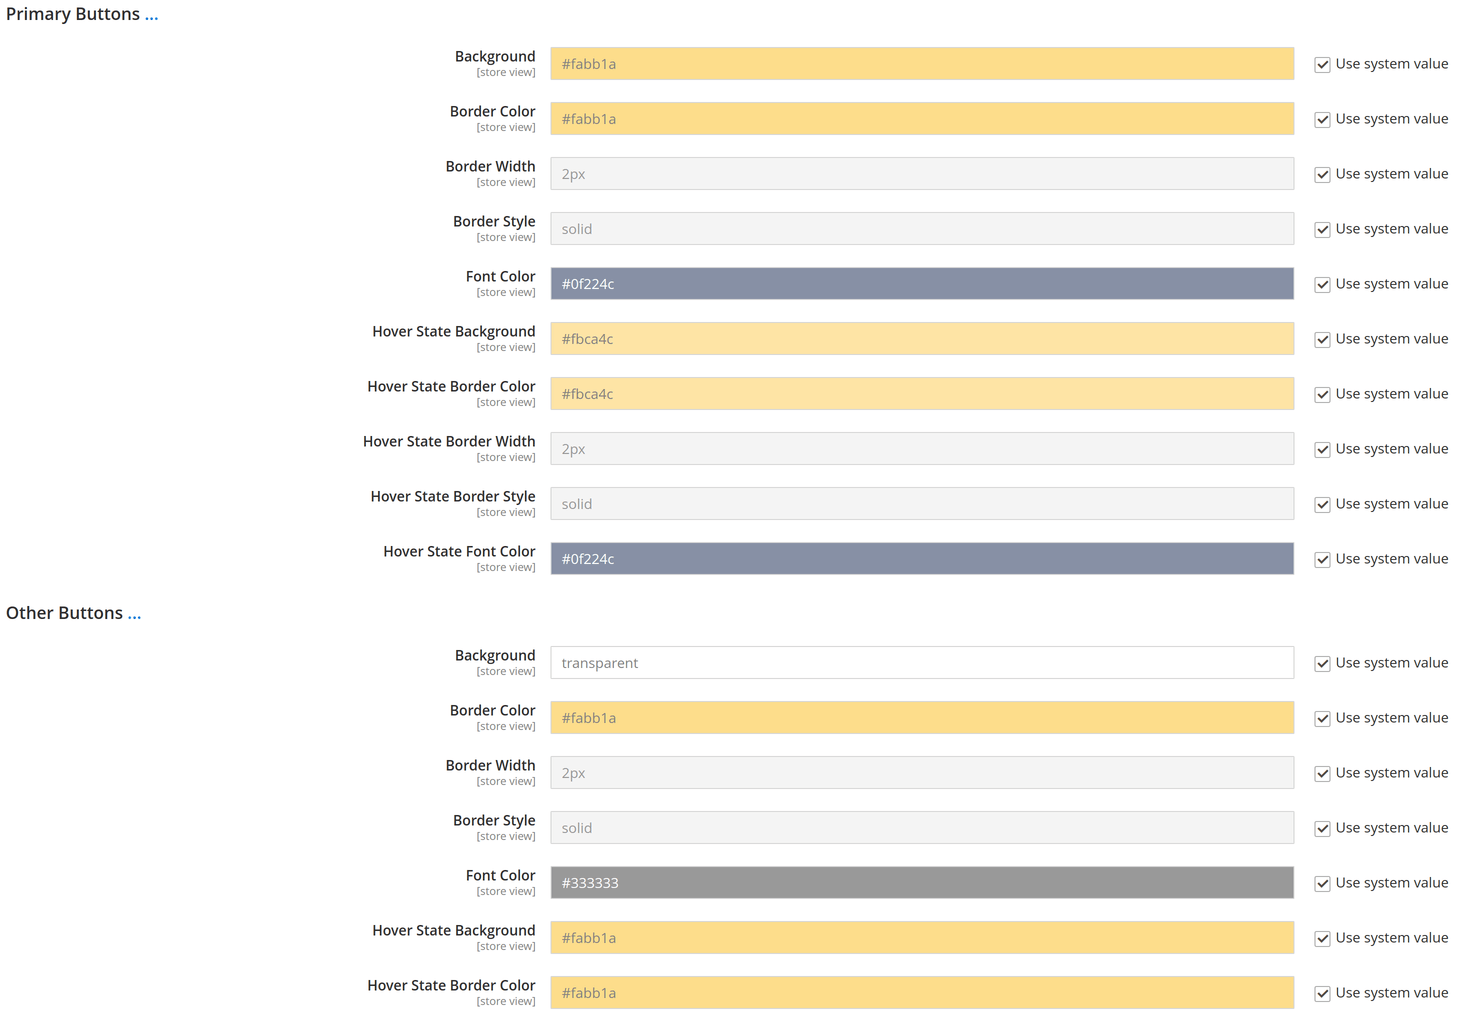 Primary Buttons ...
Background
[store view]
#fabb1a
Use system value
Border Color
[store view]
#fabb1a
Use system value
Border Width
[store view]
2px
Use system value
Border Style
[store view]
solid
Use system value
Font Color
[store view]
#0f224c
Use system value
Hover State Background
[store view]
#fbca4c
Use system value
Hover State Border Color
[store view]
#fbca4c
Use system value
Hover State Border Width
[store view]
2px
Use system value
Hover State Border Style
[store view]
solid
Use system value
Hover State Font Color
[store view]
#0f224c
Use system value
Other Buttons ...
Background
[store view]
transparent
Use system value
Border Color
[store view]
#fabb1a
Use system value
Border Width
[store view]
2px
Use system value
Border Style
[store view]
solid
Use system value
Font Color
[store view]
#333333
Use system value
Hover State Background
[store view]
#fabb1a
Use system value
Hover State Border Color
[store view]
#fabb1a
Use system value